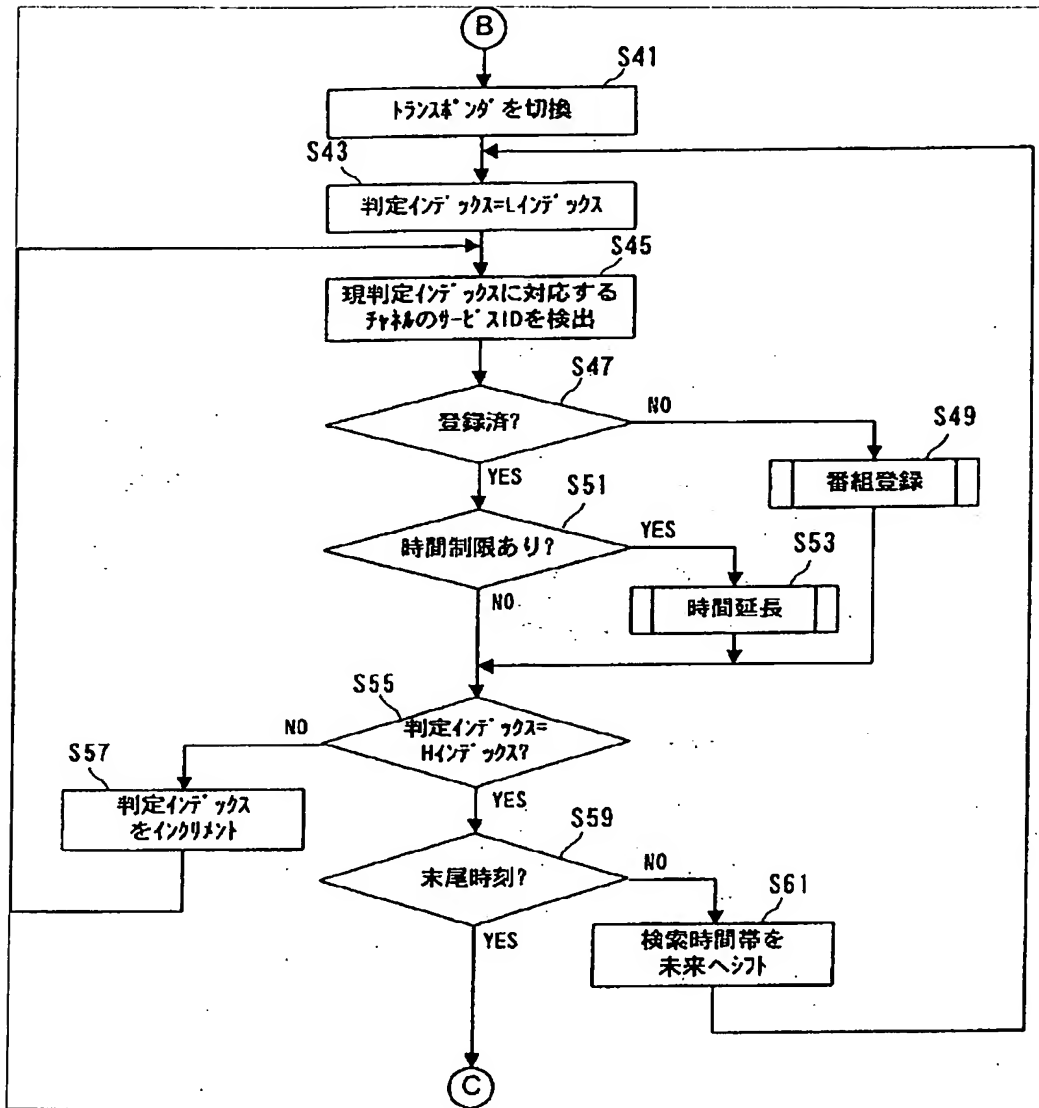 B
S41
トランスポンダを切換
S43
判定インデックス=Lインデックス
S45
現判定インデックスに対応する
チャネルのサービスIDを検出
S47
登録済?
NO
S49
番組登録
YES
S51
時間制限あり?
YES
S53
時間延長
NO
S55
判定インデックス=
Hインデックス?
NO
S57
判定インデックス
をインクリメント
YES
S59
末尾時刻?
NO
S61
検索時間帯を
未来へシフト
YES
C